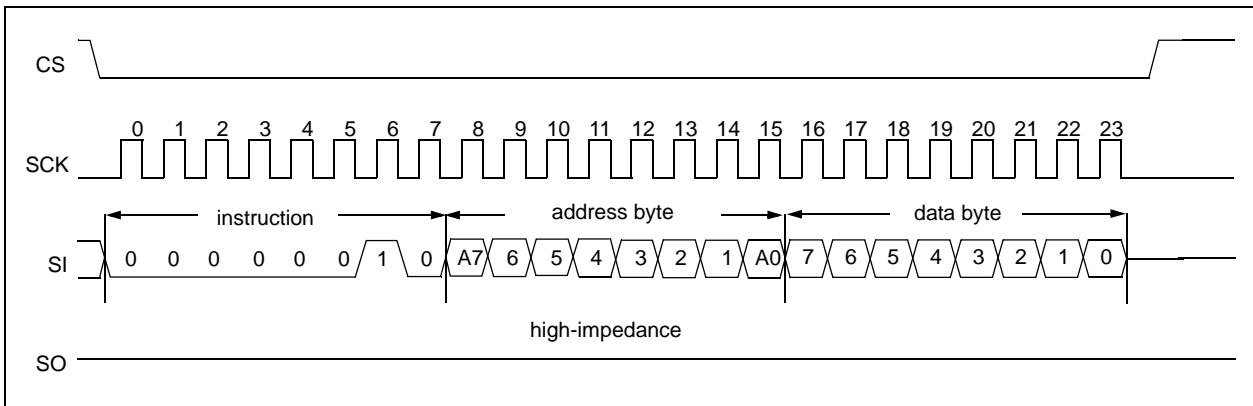 CS
0 1 2 3 4 5 6 7 8 9 10 11 12 13 14 15 16 17 18 19 20 21 22 23
SCK
instruction address byte data byte
SI 0 0 0 0 0 0 1 0 A7 6 5 4 3 2 1 A0 7 6 5 4 3 2 1 0
high-impedance
SO